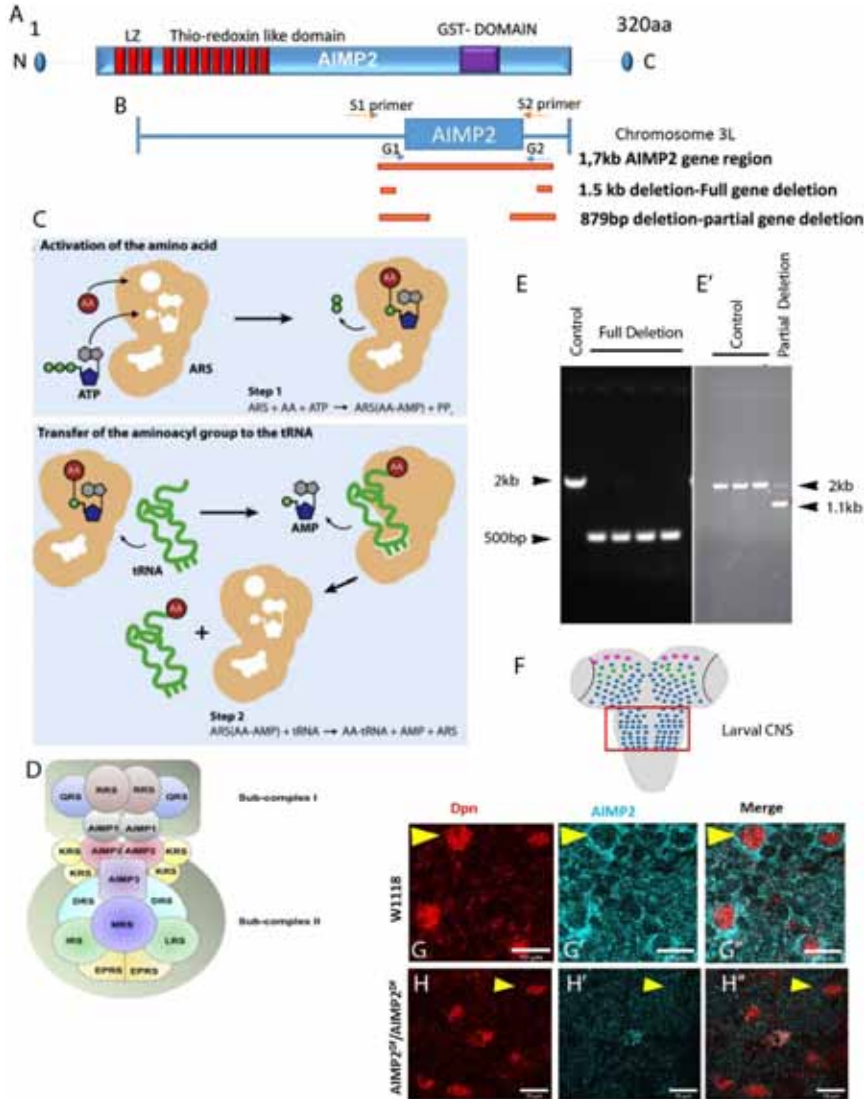 A
1
320aa
LZ
Thio-redoxin like domain
GST- DOMAIN
N
AIMP2
C
B
S1 primer
S2 primer
AIMP2
Chromosome 3L
G1
G2
1,7kb AIMP2 gene region
1.5 kb deletion-Full gene deletion
879bp deletion-partial gene deletion
C
Activation of the amino acid
AA
ATP
ARS
AA
Step 1
ARS + AA + ATP → ARS(AA-AMP) + PPi
Transfer of the aminoacyl group to the tRNA
AA
tRNA
AMP
AA
AA
+
Step 2
ARS(AA-AMP) + tRNA → AA-tRNA + AMP + ARS
D
QRS RRS RRS QRS
Sub-complex I
AIMP1 AIMP1
KRS AIMP2 AIMP2 KRS
KRS AIMP3 KRS
DRS DRS
MRS
Sub-complex II
IRS LRS
EPRS EPRS
E
Control
Full Deletion
2kb
500bp
E'
Control
Partial Deletion
2kb
1.1kb
F
Larval CNS
Dpn
AIMP2
Merge
W1118
G
G'
G"
AIMP2Df/AIMP2Df
H
H'
H"